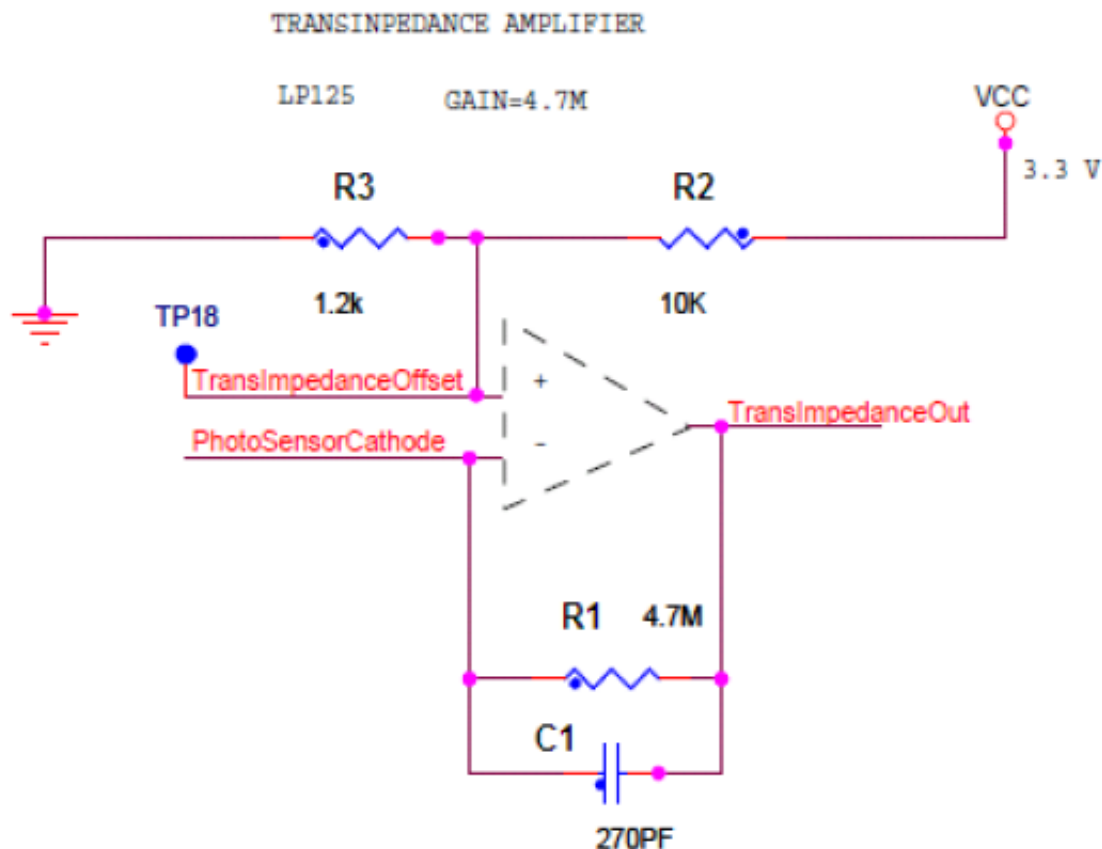 TRANSINPEDANCE AMPLIFIER
LP125 GAIN=4.7M
VCC
3.3 V
R3 R2
1.2k 10K
TP18
TransImpedanceOffset
+
TransImpedanceOut
PhotoSensorCathode
-
R1 4.7M
C1
270PF